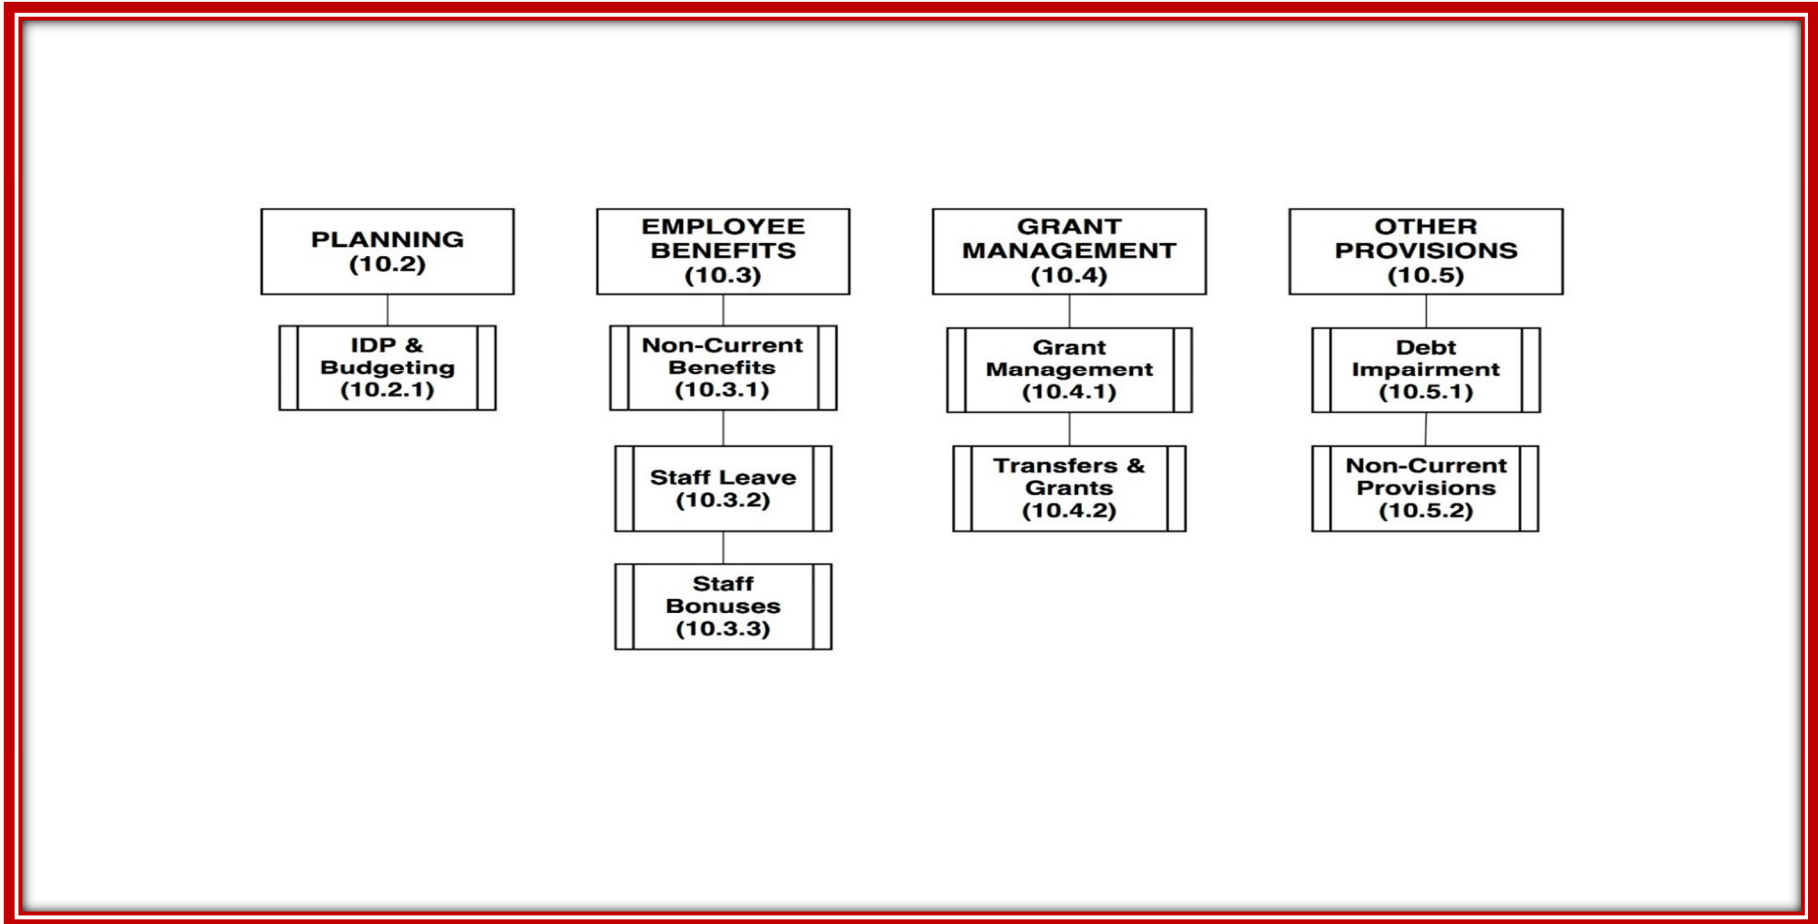 PLANNING
(10.2)
IDP &
Budgeting
(10.2.1)
EMPLOYEE
BENEFITS
(10.3)
Non-Current
Benefits
(10.3.1)
Staff Leave
(10.3.2)
Staff
Bonuses
(10.3.3)
GRANT
MANAGEMENT
(10.4)
Grant
Management
(10.4.1)
Transfers &
Grants
(10.4.2)
OTHER
PROVISIONS
(10.5)
Debt
Impairment
(10.5.1)
Non-Current
Provisions
(10.5.2)